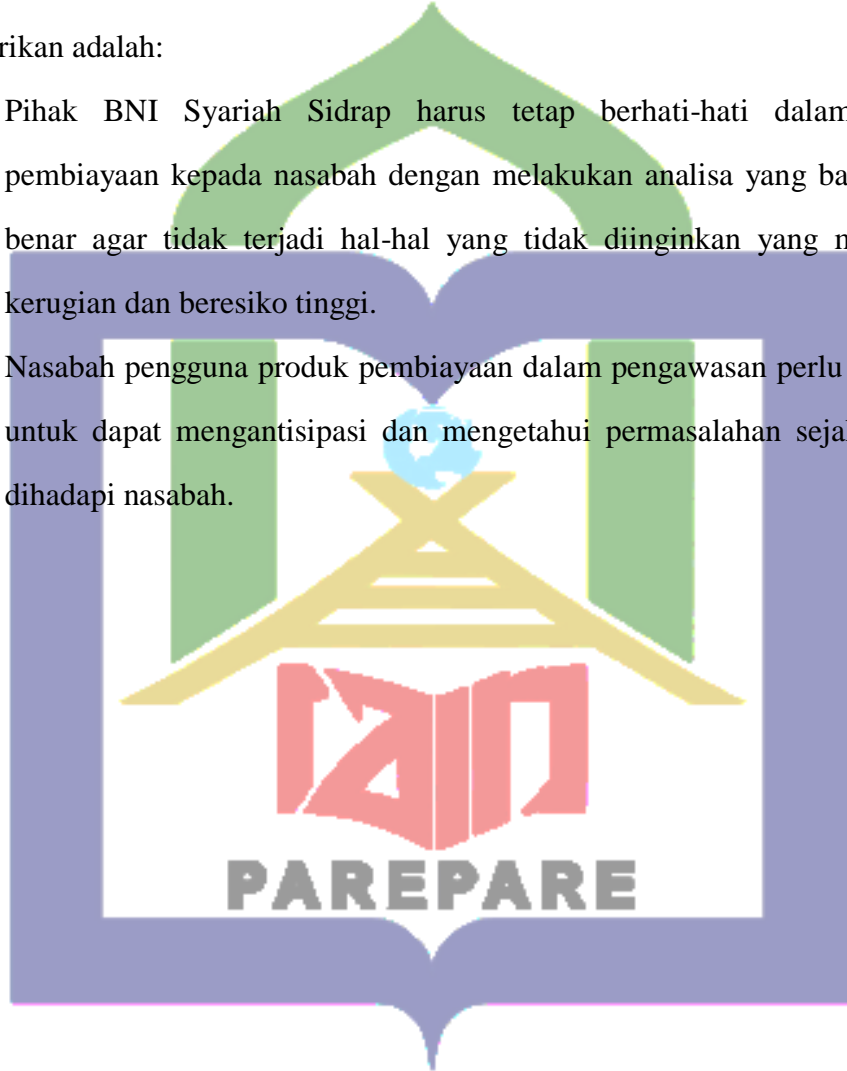 rikan adalah:
Pihak BNI Syariah Sidrap harus tetap berhati-hati dalam
pembiayaan kepada nasabah dengan melakukan analisa yang ba
benar agar tidak terjadi hal-hal yang tidak diinginkan yang
kerugian dan beresiko tinggi.
Nasabah pengguna produk pembiayaan dalam pengawasan perlu
untuk dapat mengantisipasi dan mengetahui permasalahan seja
dihadapi nasabah.
PAREPARE